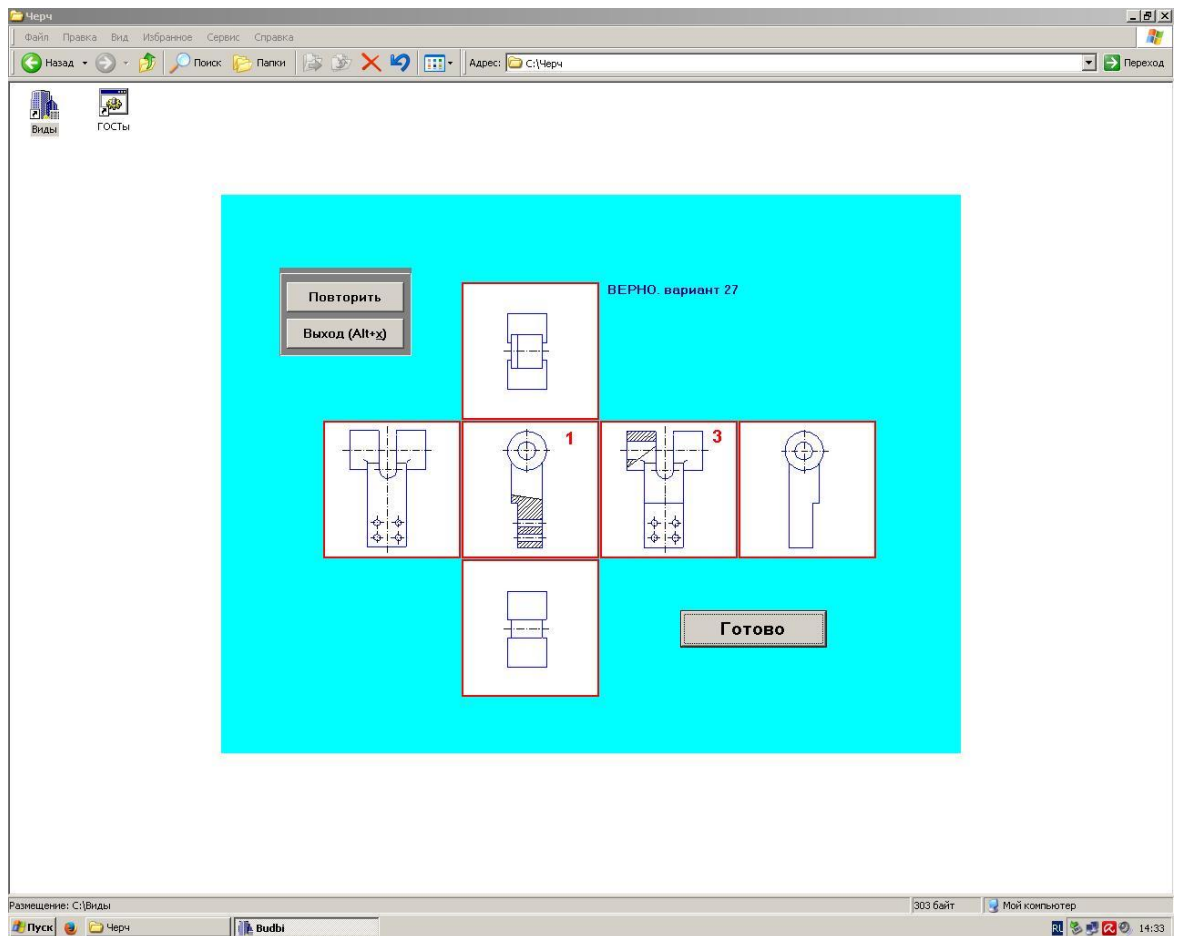 Черч
Файл Правка Вид Избранное Сервис Справка
Назад Поиск Папки Адрес: C:\Черч Переход
Виды ГОСТы
Повторить
Выход (Alt+x)
ВЕРНО. вариант 27
1
3
Готово
Размещение: C:\Виды 303 байт Мой компьютер
Пуск Черч Budbi RU 14:33